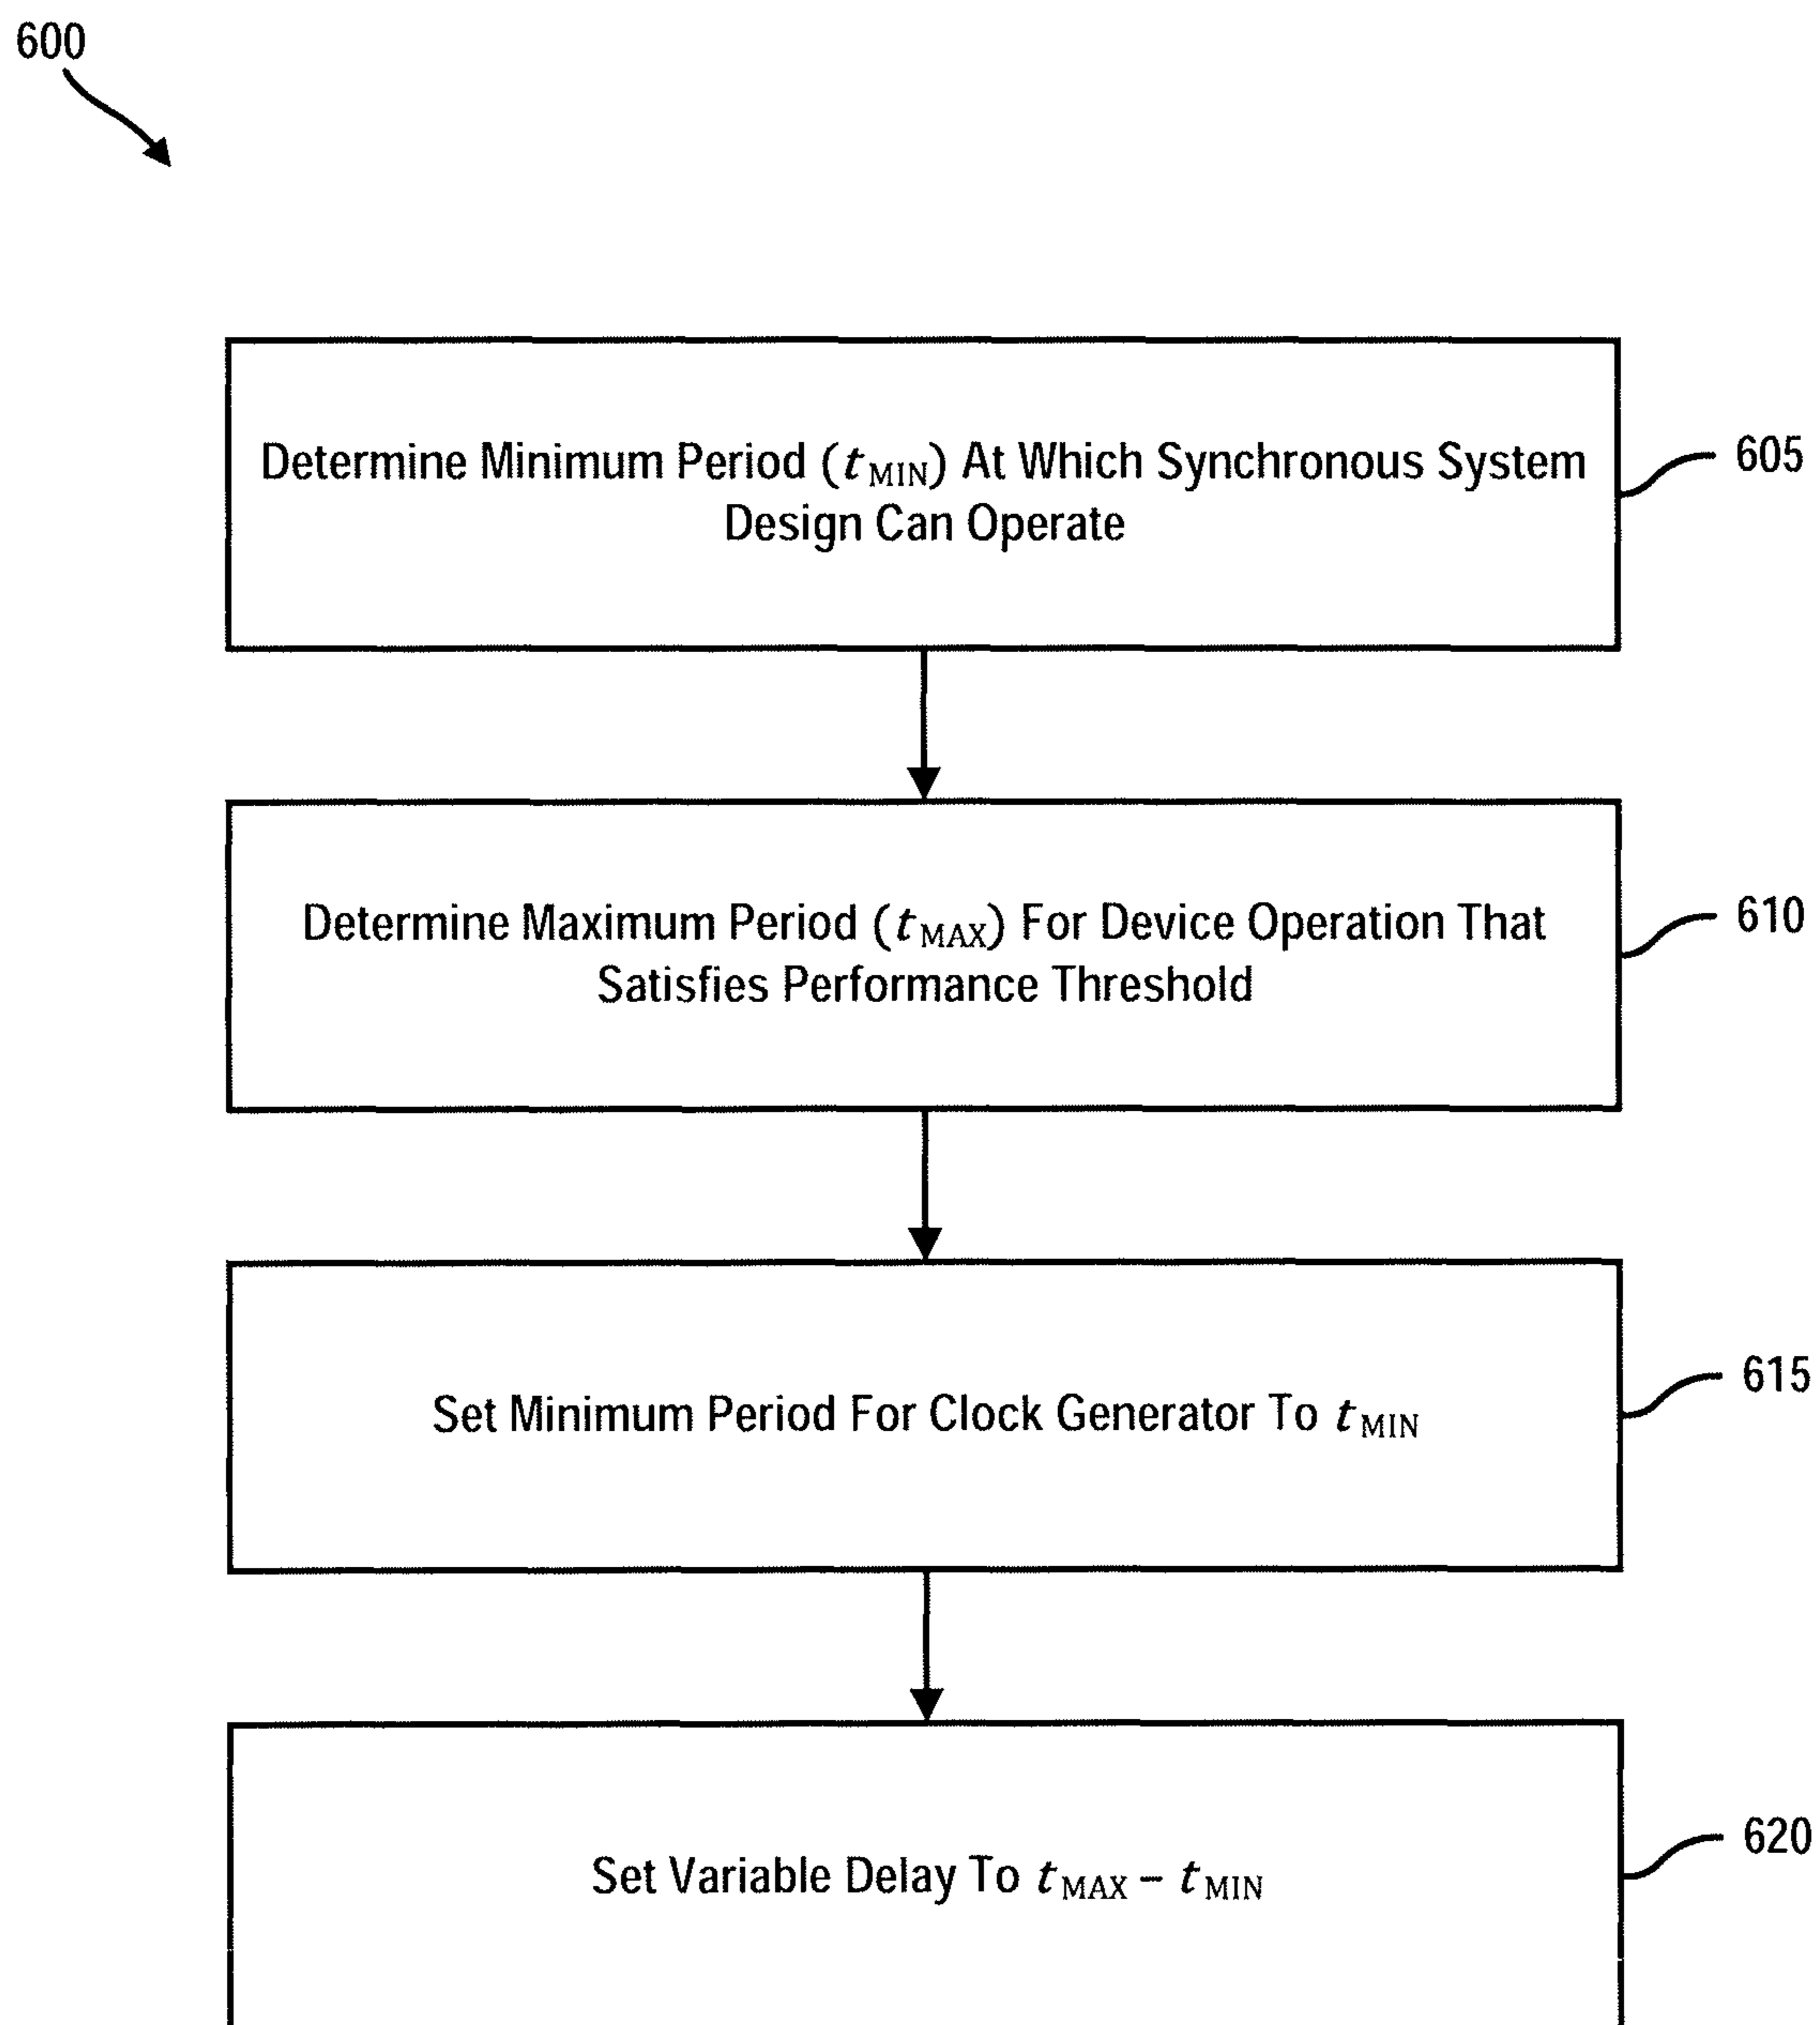 600
Determine Minimum Period (tMIN) At Which Synchronous System
Design Can Operate
605
Determine Maximum Period (tMAX) For Device Operation That
Satisfies Performance Threshold
610
Set Minimum Period For Clock Generator To tMIN
615
Set Variable Delay To tMAX – tMIN
620